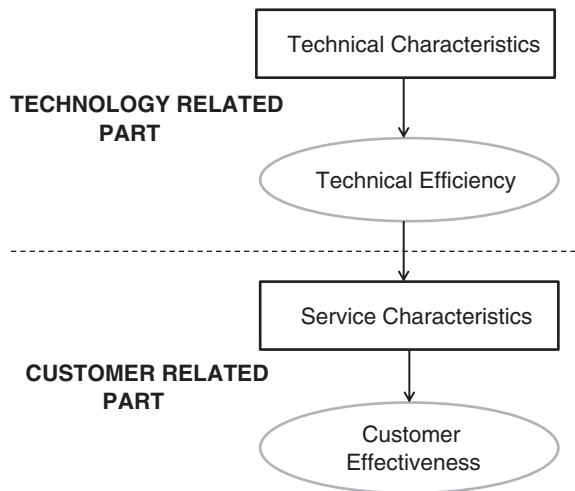 Technical Characteristics
TECHNOLOGY RELATED
PART
Technical Efficiency
Service Characteristics
CUSTOMER RELATED
PART
Customer
Effectiveness